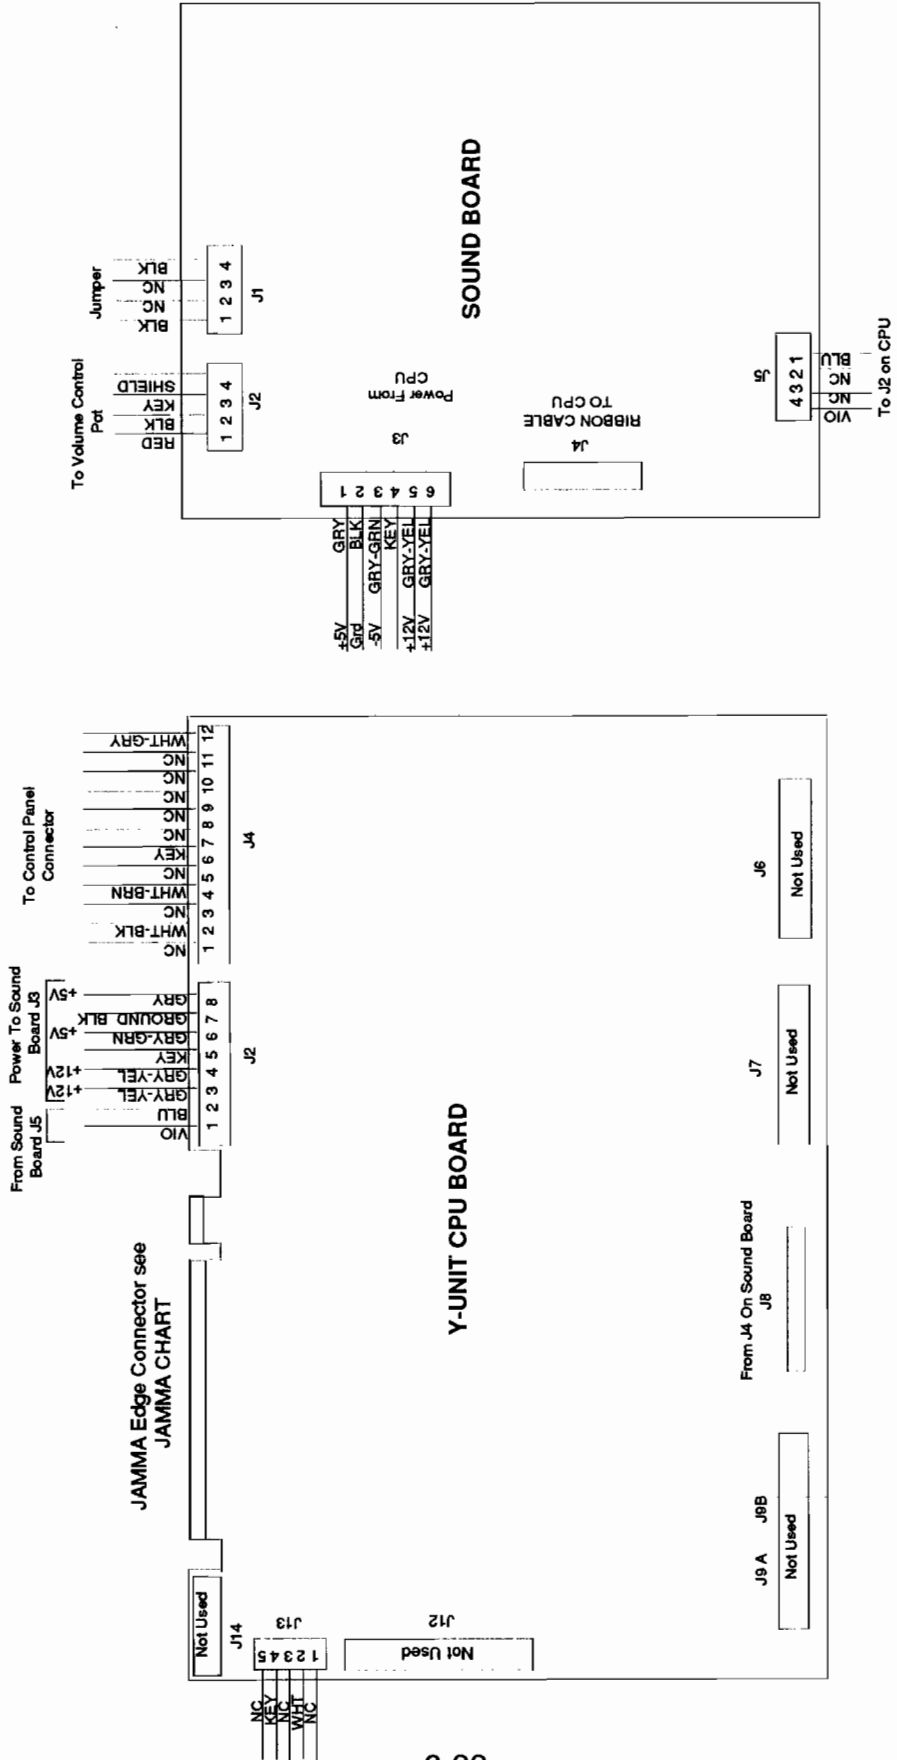 SOUND BOARD
Jumper
BLK
NC
NC
BLK
1 2 3 4
J1
To Volume Control
Pot
RED
BLK
KEY
SHIELD
1 2 3 4
J2
Power From
CPU
J3
1 2 3 4 5 6
+5V GRY
Grd BLK
-5V GRY-GRN
KEY
+12V GRY-YEL
+12V GRY-YEL
RIBBON CABLE
TO CPU
J4
J5
4 3 2 1
VIO
NC
NC
BLU
To J2 on CPU
Y-UNIT CPU BOARD
To Control Panel
Connector
NC
WHT-BLK
NC
WHT-BRN
NC
KEY
NC
NC
NC
NC
NC
WHT-GRY
1 2 3 4 5 6 7 8 9 10 11 12
J4
Power To Sound
Board J3
From Sound
Board J5
VIO
BLU
+12V GRY-YEL
+12V GRY-YEL
KEY
+5V GRY-GRN
GROUND BLK
+5V GRY
1 2 3 4 5 6 7 8
J2
JAMMA Edge Connector see
JAMMA CHART
Not Used
J14
J13
5 4 3 2 1
NC
KEY
NC
WHT
NC
J12
Not Used
J9 A J9B
Not Used
From J4 On Sound Board
J8
J7
Not Used
J6
Not Used